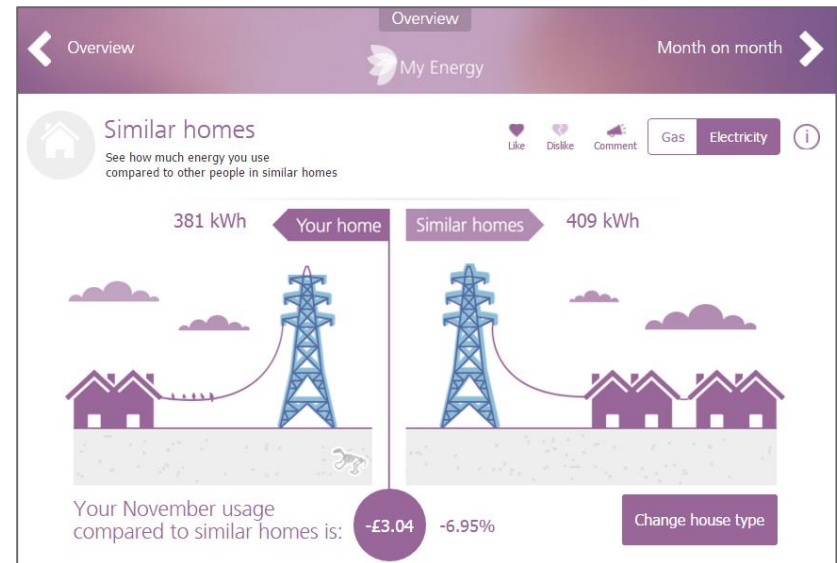 Overview
Overview
Month on month
My Energy
Similar homes
See how much energy you use
compared to other people in similar homes
Like
Dislike
Comment
Gas
Electricity
i
381 kWh
Your home
Similar homes
409 kWh
Your November usage
compared to similar homes is:
-£3.04
-6.95%
Change house type